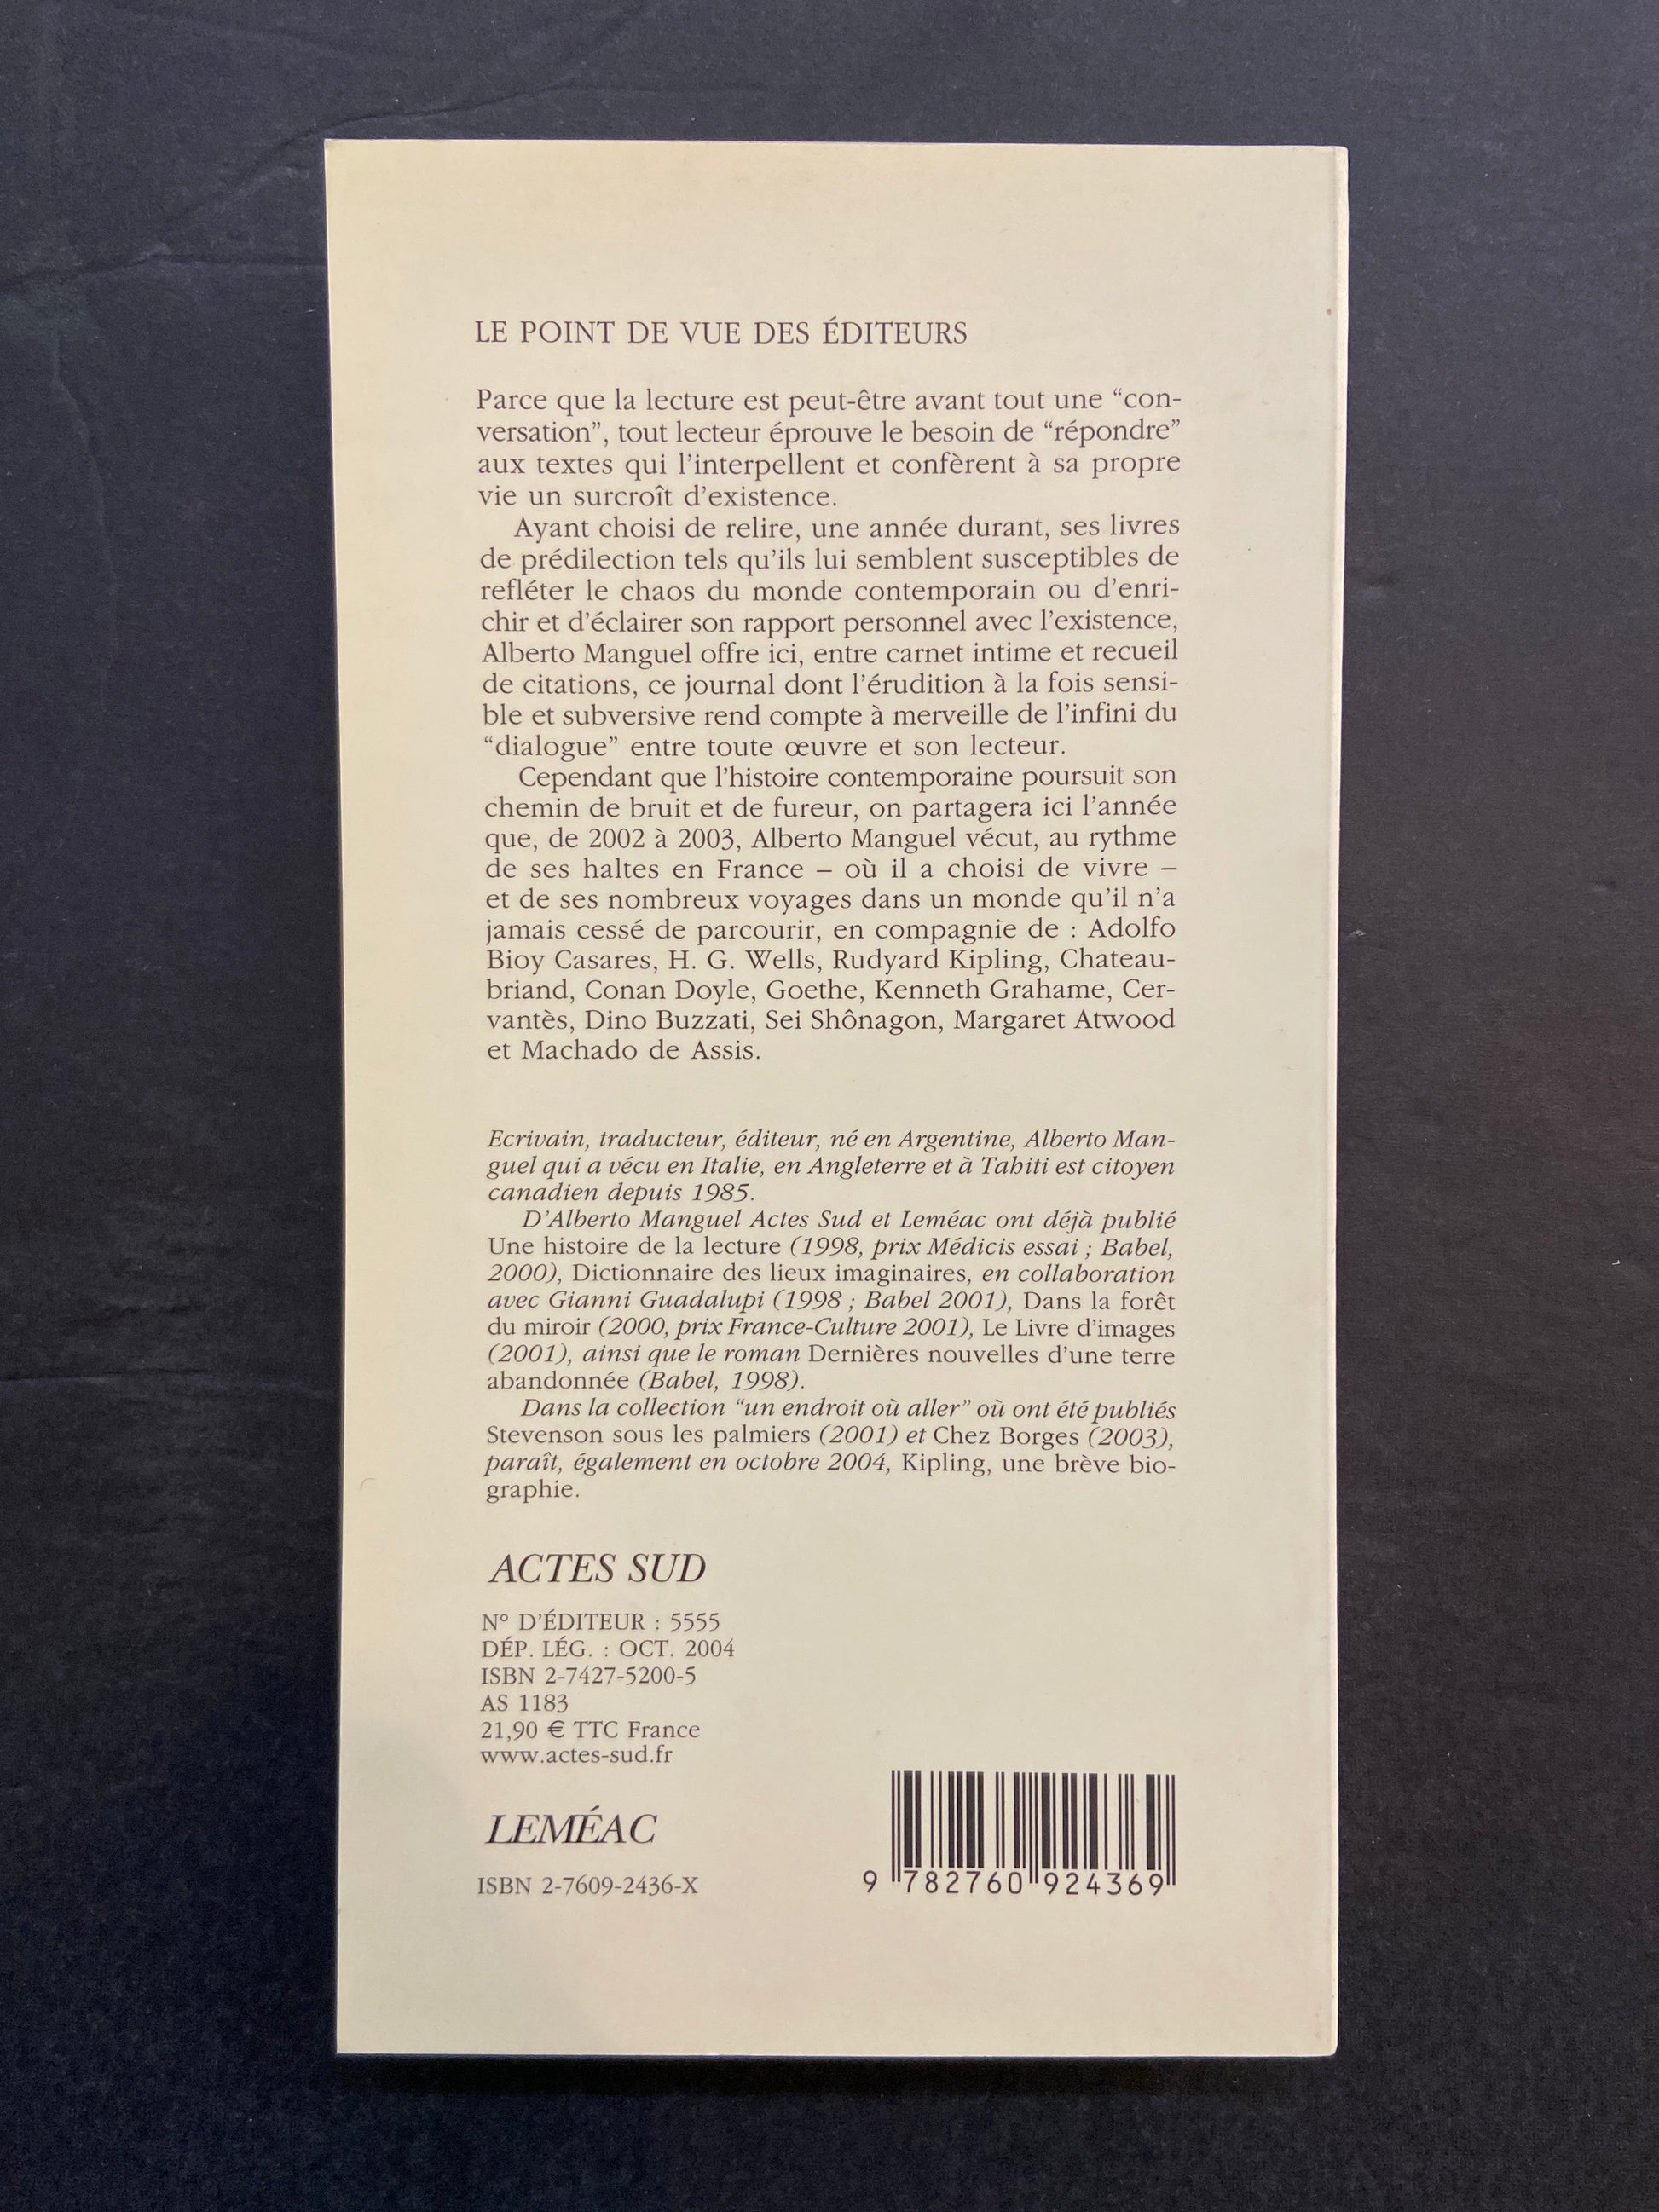 LE POINT DE VUE DES ÉDITEURS
Parce que la lecture est peut-être avant tout une “con-
versation”, tout lecteur éprouve le besoin de “répondre”
aux textes qui l’interpellent et confèrent à sa propre
vie un surcroît d’existence.
Ayant choisi de relire, une année durant, ses livres
de prédilection tels qu’ils lui semblent susceptibles de
refléter le chaos du monde contemporain ou d’enri-
chir et d’éclairer son rapport personnel avec l’existence,
Alberto Manguel offre ici, entre carnet intime et recueil
de citations, ce journal dont l’érudition à la fois sensi-
ble et subversive rend compte à merveille de l’infini du
“dialogue” entre toute œuvre et son lecteur.
Cependant que l’histoire contemporaine poursuit son
chemin de bruit et de fureur, on partagera ici l’année
que, de 2002 à 2003, Alberto Manguel vécut, au rythme
de ses haltes en France – où il a choisi de vivre –
et de ses nombreux voyages dans un monde qu’il n’a
jamais cessé de parcourir, en compagnie de : Adolfo
Bioy Casares, H. G. Wells, Rudyard Kipling, Chateau-
briand, Conan Doyle, Goethe, Kenneth Grahame, Cer-
vantès, Dino Buzzati, Sei Shônagon, Margaret Atwood
et Machado de Assis.
Ecrivain, traducteur, éditeur, né en Argentine, Alberto Man-
guel qui a vécu en Italie, en Angleterre et à Tahiti est citoyen
canadien depuis 1985.
D’Alberto Manguel Actes Sud et Leméac ont déjà publié
Une histoire de la lecture (1998, prix Médicis essai ; Babel,
2000), Dictionnaire des lieux imaginaires, en collaboration
avec Gianni Guadalupi (1998 ; Babel 2001), Dans la forêt
du miroir (2000, prix France-Culture 2001), Le Livre d’images
(2001), ainsi que le roman Dernières nouvelles d’une terre
abandonnée (Babel, 1998).
Dans la collection “un endroit où aller” où ont été publiés
Stevenson sous les palmiers (2001) et Chez Borges (2003),
paraît, également en octobre 2004, Kipling, une brève bio-
graphie.
ACTES SUD
N° D’ÉDITEUR : 5555
DÉP. LÉG. : OCT. 2004
ISBN 2-7427-5200-5
AS 1183
21,90 € TTC France
www.actes-sud.fr
LEMÉAC
ISBN 2-7609-2436-X
9 782760 924369